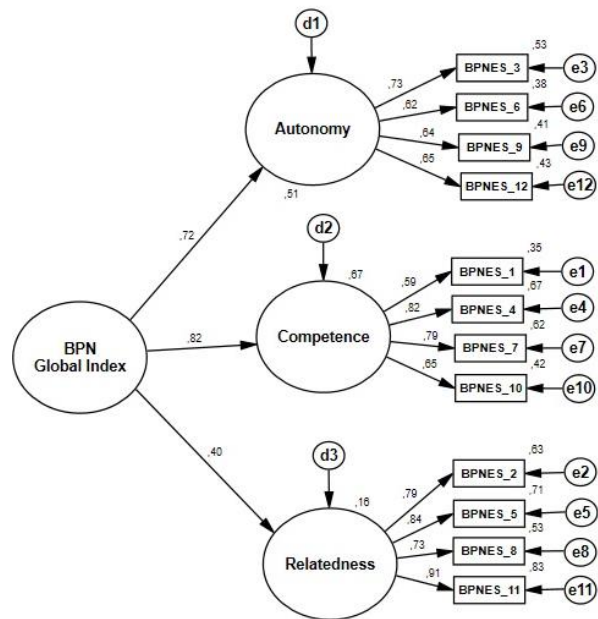 d1
,53
BPNES_3
e3
,73
,38
,62
BPNES_6
e6
Autonomy
,41
,64
BPNES_9
e9
,65
,43
BPNES_12
e12
,51
,72
d2
,35
,67
,59
BPNES_1
e1
,67
,82
BPNES_4
e4
Competence
,62
,79
BPNES_7
e7
,65
,42
BPNES_10
e10
BPN
Global Index
,82
,40
d3
,63
,16
,79
BPNES_2
e2
,71
,84
BPNES_5
e5
Relatedness
,53
,73
BPNES_8
e8
,91
,83
BPNES_11
e11